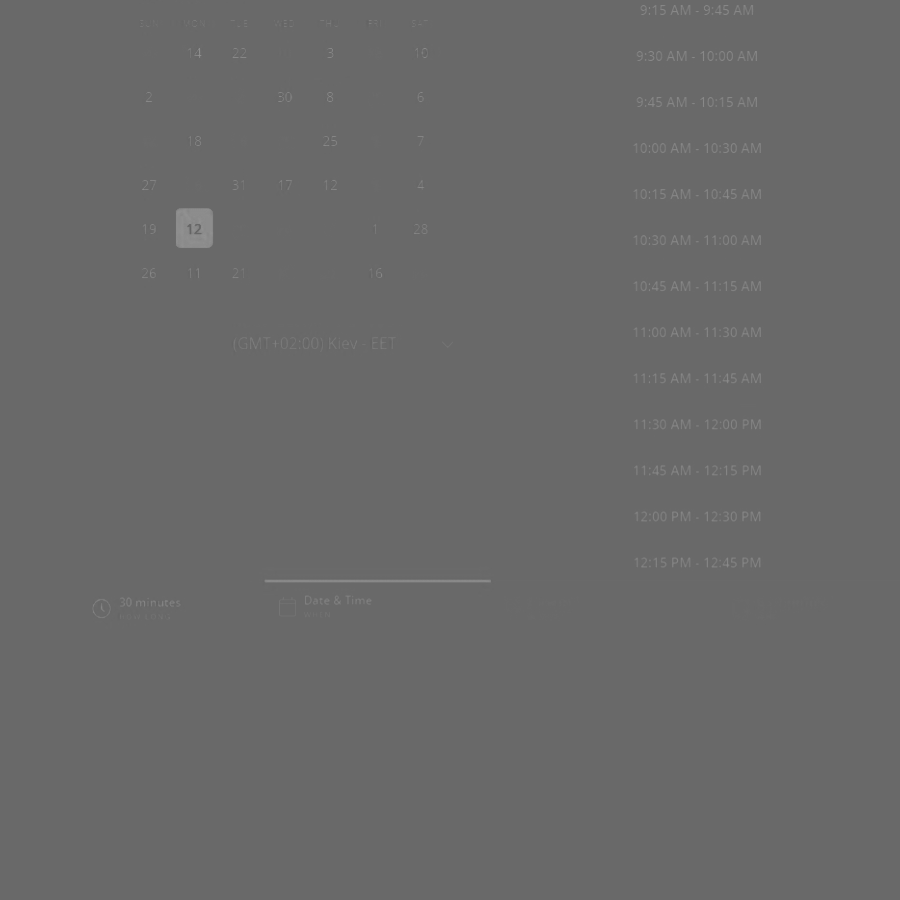 SUN MON TUE WED THU FRI SAT
14 22 3 10
2 30 8 6
18 25 7
27 31 17 12 4
19 12 1 28
26 11 21 16
(GMT+02:00) Kiev - EET
9:15 AM - 9:45 AM
9:30 AM - 10:00 AM
9:45 AM - 10:15 AM
10:00 AM - 10:30 AM
10:15 AM - 10:45 AM
10:30 AM - 11:00 AM
10:45 AM - 11:15 AM
11:00 AM - 11:30 AM
11:15 AM - 11:45 AM
11:30 AM - 12:00 PM
11:45 AM - 12:15 PM
12:00 PM - 12:30 PM
12:15 PM - 12:45 PM
30 minutes
Date & Time